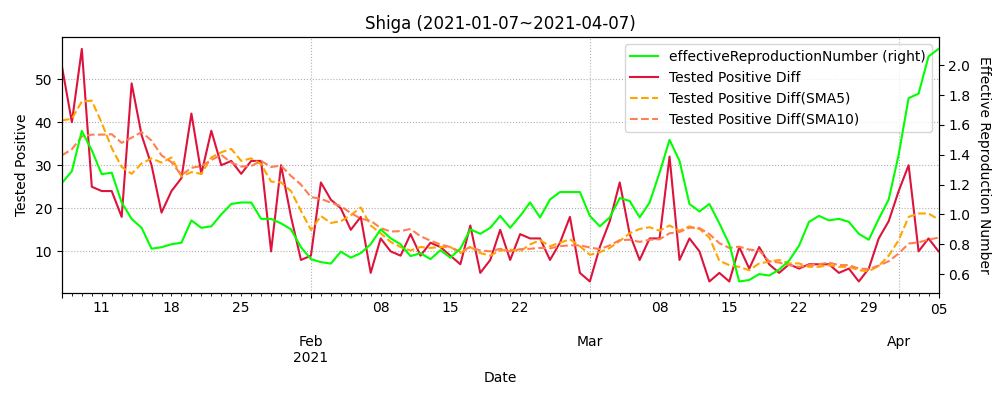 Shiga (2021-01-07~2021-04-07)
effectiveReproductionNumber (right)
Tested Positive Diff
Tested Positive Diff(SMA5)
Tested Positive Diff(SMA10)
Tested Positive
50
40
30
20
10
Effective Reproduction Number
2.0
1.8
1.6
1.4
1.2
1.0
0.8
0.6
11 18 25 08 15 22 08 15 22 29 05
Feb Mar Apr
2021
Date